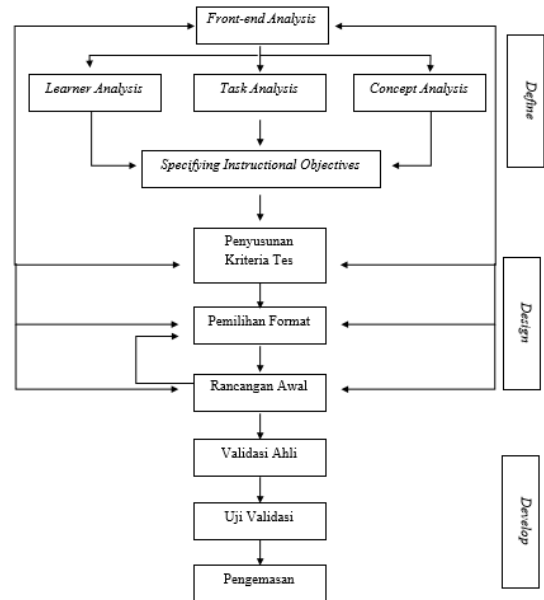 Front-end Analysis
Learner Analysis
Task Analysis
Concept Analysis
Define
Specifying Instructional Objectives
Penyusunan
Kriteria Tes
Pemilihan Format
Design
Rancangan Awal
Validasi Ahli
Uji Validasi
Develop
Pengemasan